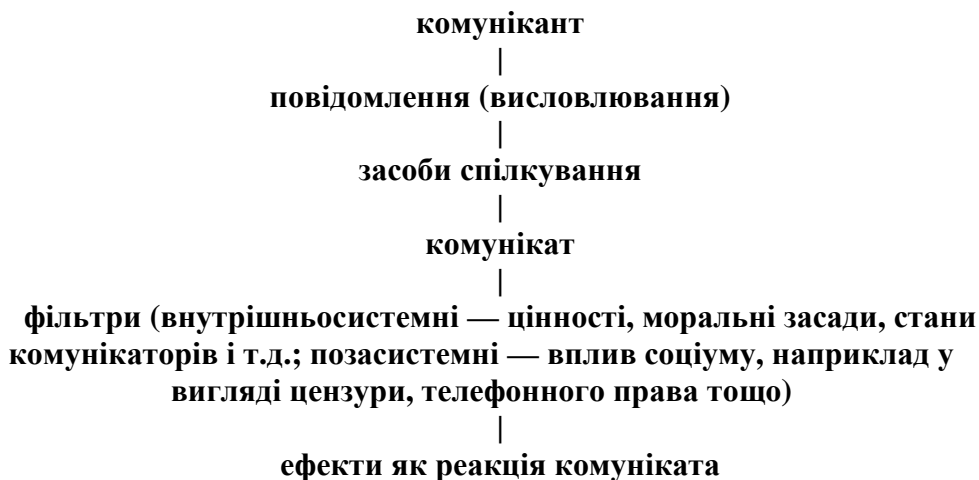 комунікант
|
повідомлення (висловлювання)
|
засоби спілкування
|
комунікат
|
фільтри (внутрішньосистемні — цінності, моральні засади, стани
комунікаторів і т.д.; позасистемні — вплив соціуму, наприклад у
вигляді цензури, телефонного права тощо)
|
ефекти як реакція комуніката